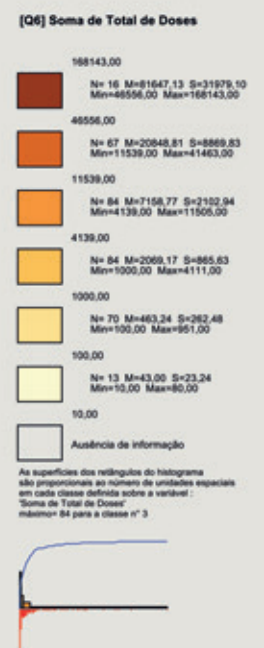 [Q6] Soma de Total de Doses
168143,00
N= 16 M=81647,13 S=31979,10
Min=46556,00 Max=168143,00
46556,00
N= 67 M=20848,81 S=8869,83
Min=11539,00 Max=41463,00
11539,00
N= 84 M=7158,77 S=2102,94
Min=4139,00 Max=11505,00
4139,00
N= 84 M=2069,17 S=865,63
Min=1000,00 Max=4111,00
1000,00
N= 70 M=463,24 S=262,48
Min=100,00 Max=951,00
100,00
N= 13 M=43,00 S=23,24
Min=10,00 Max=80,00
10,00
Ausência de informação
As superfícies dos retângulos do histograma
são proporcionais ao número de unidades espaciais
em cada classe definida sobre a variável :
'Soma de Total de Doses'
máximo= 84 para a classe n° 3